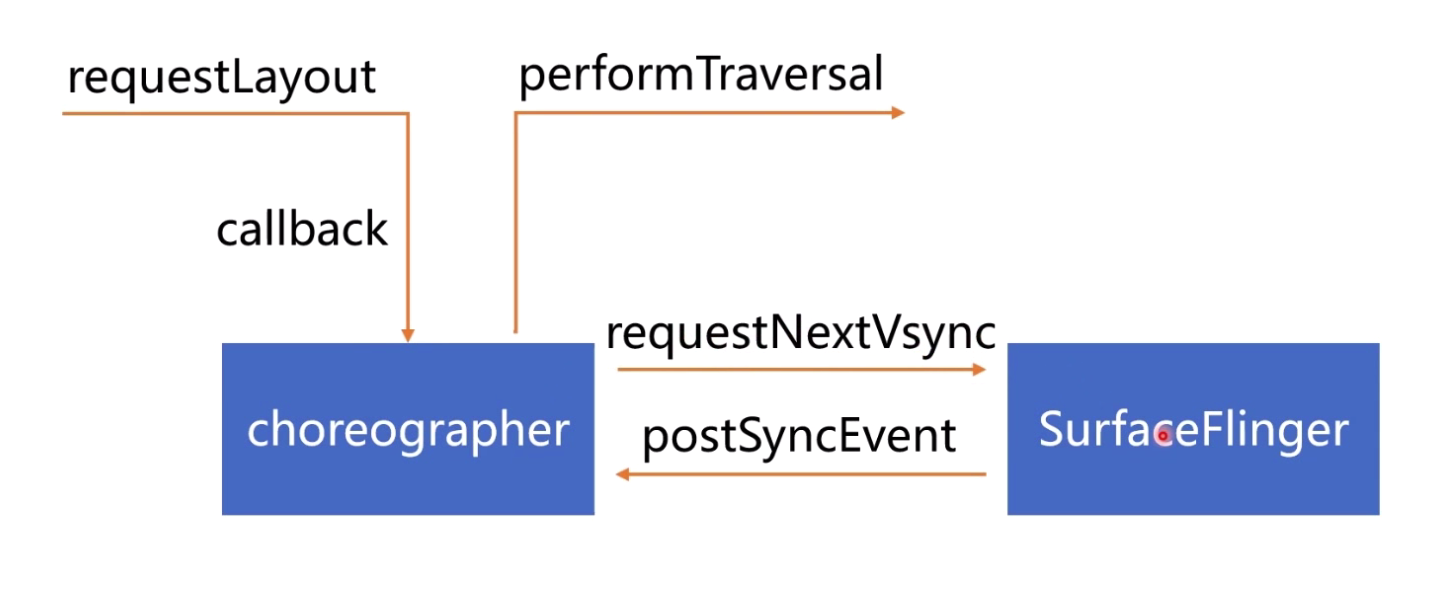 requestLayout
performTraversal
callback
requestNextVsync
choreographer
postSyncEvent
SurfaceFlinger